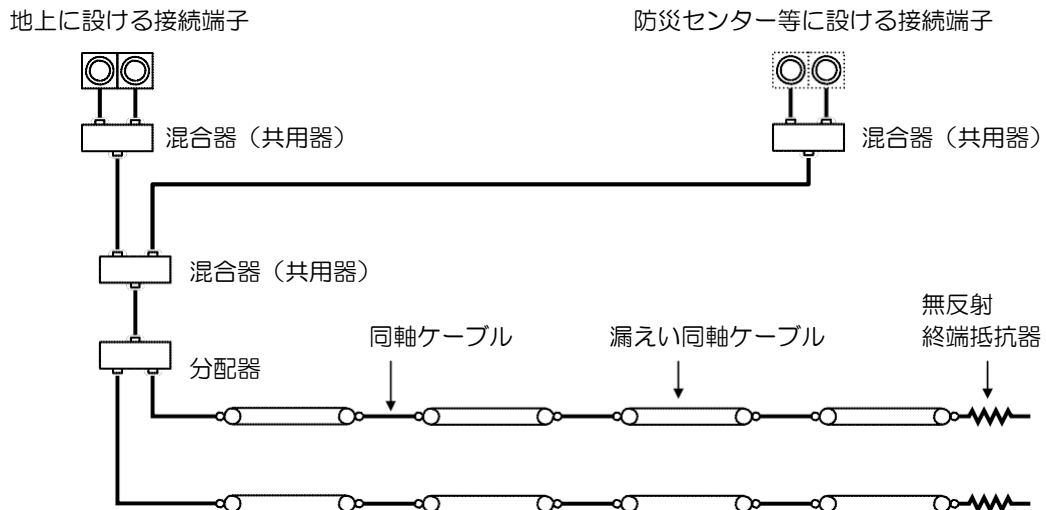 地上に設ける接続端子
防災センター等に設ける接続端子
混合器（共用器）
混合器（共用器）
混合器（共用器）
無反射
終端抵抗器
同軸ケーブル
漏えい同軸ケーブル
分配器